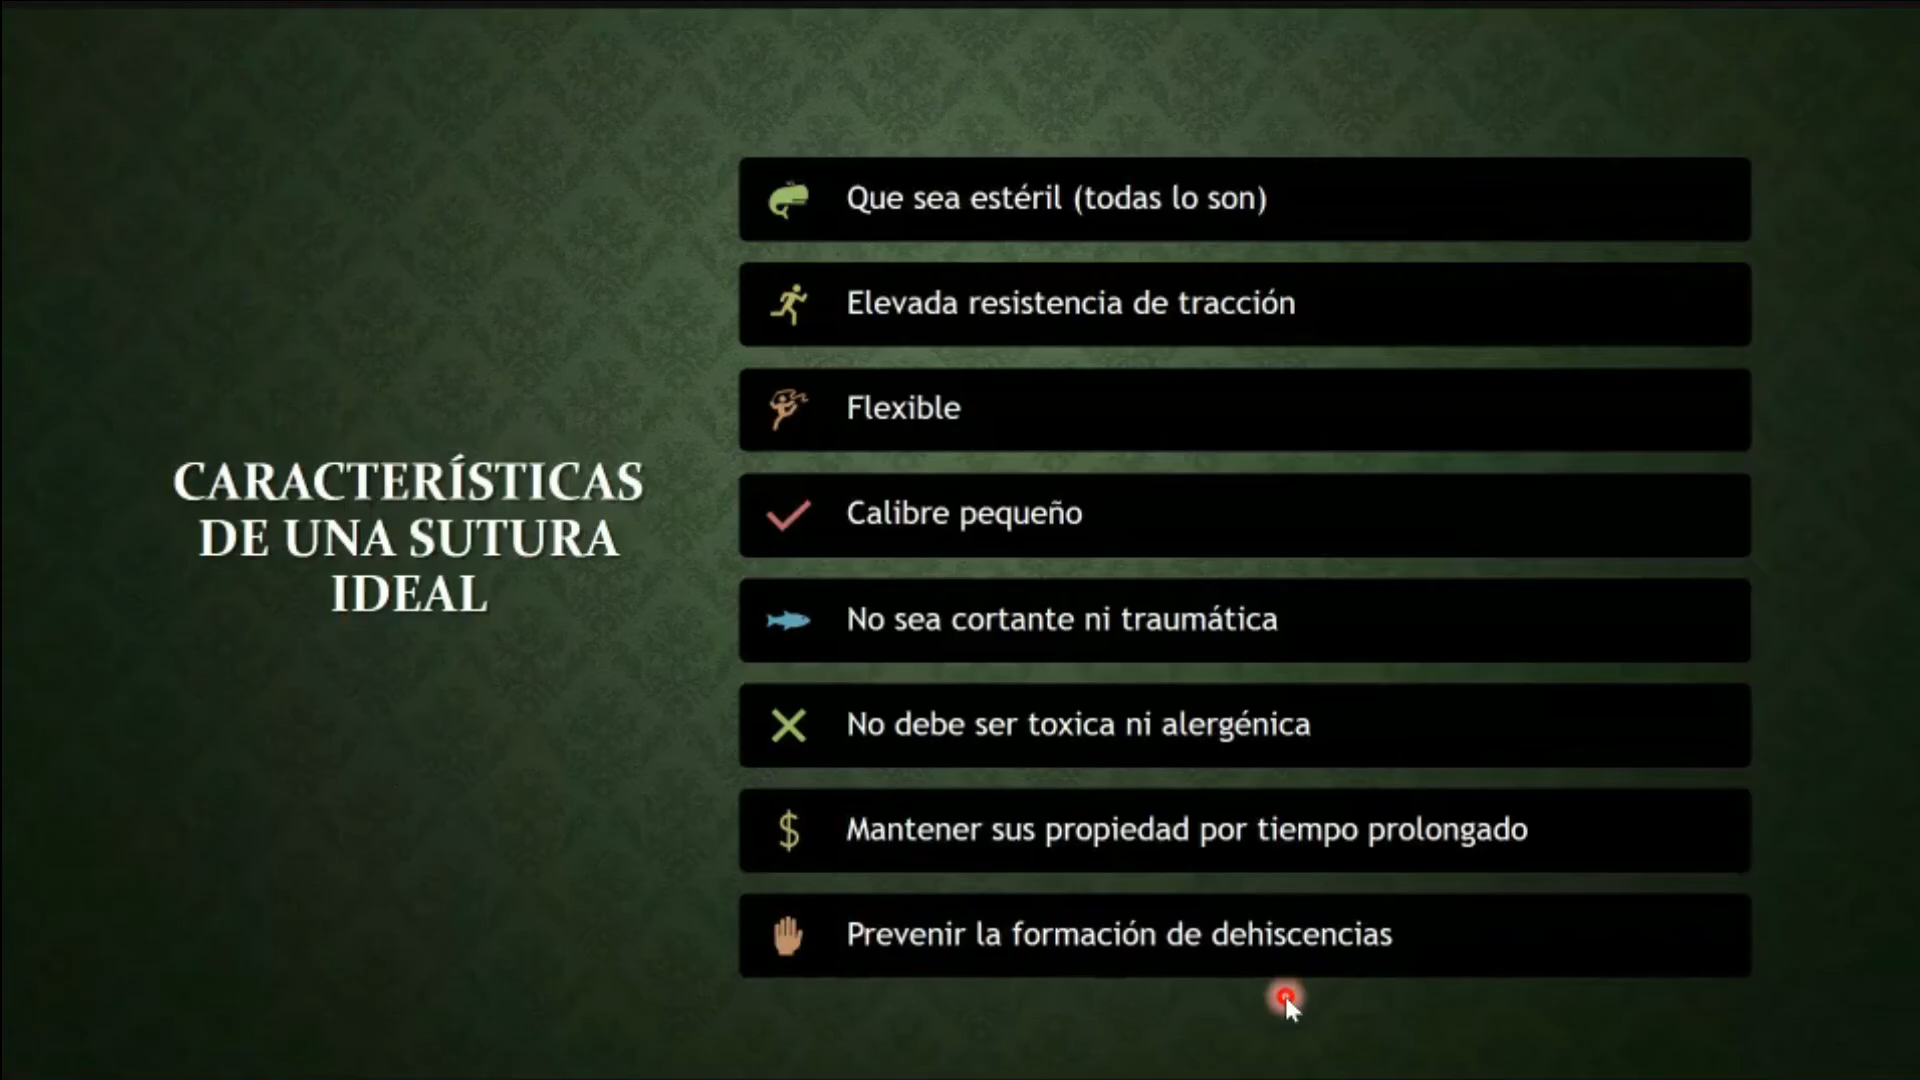 CARACTERÍSTICAS
DE UNA SUTURA
IDEAL
Que sea estéril (todas lo son)
Elevada resistencia de tracción
Flexible
Calibre pequeño
No sea cortante ni traumática
No debe ser toxica ni alergénica
Mantener sus propiedad por tiempo prolongado
Prevenir la formación de dehiscencias